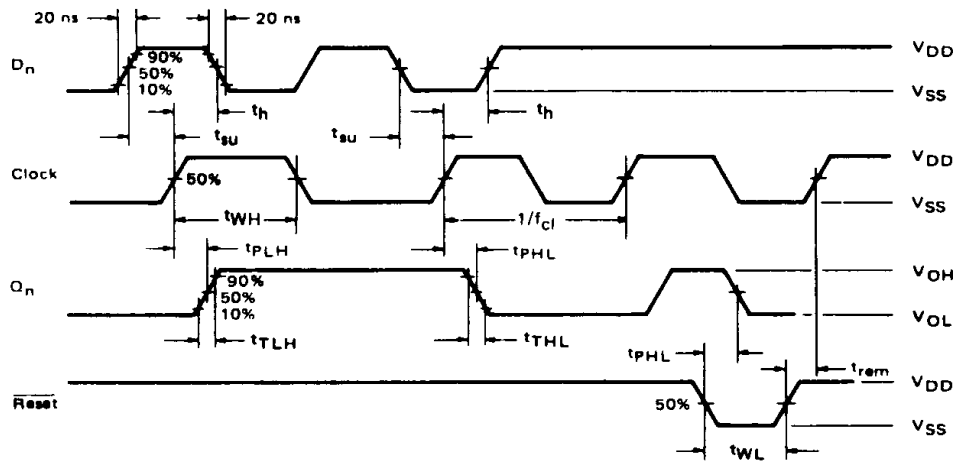 20 ns 20 ns
Dn 90% VDD
50%
10% VSS
th th
tsu tsu
Clock 50% VDD
tWH 1/fcl VSS
tPLH tPHL
Qn 90% VOH
50%
10% VOL
tTLH tTHL
tPHL trem
Reset 50% VDD
VSS
tWL